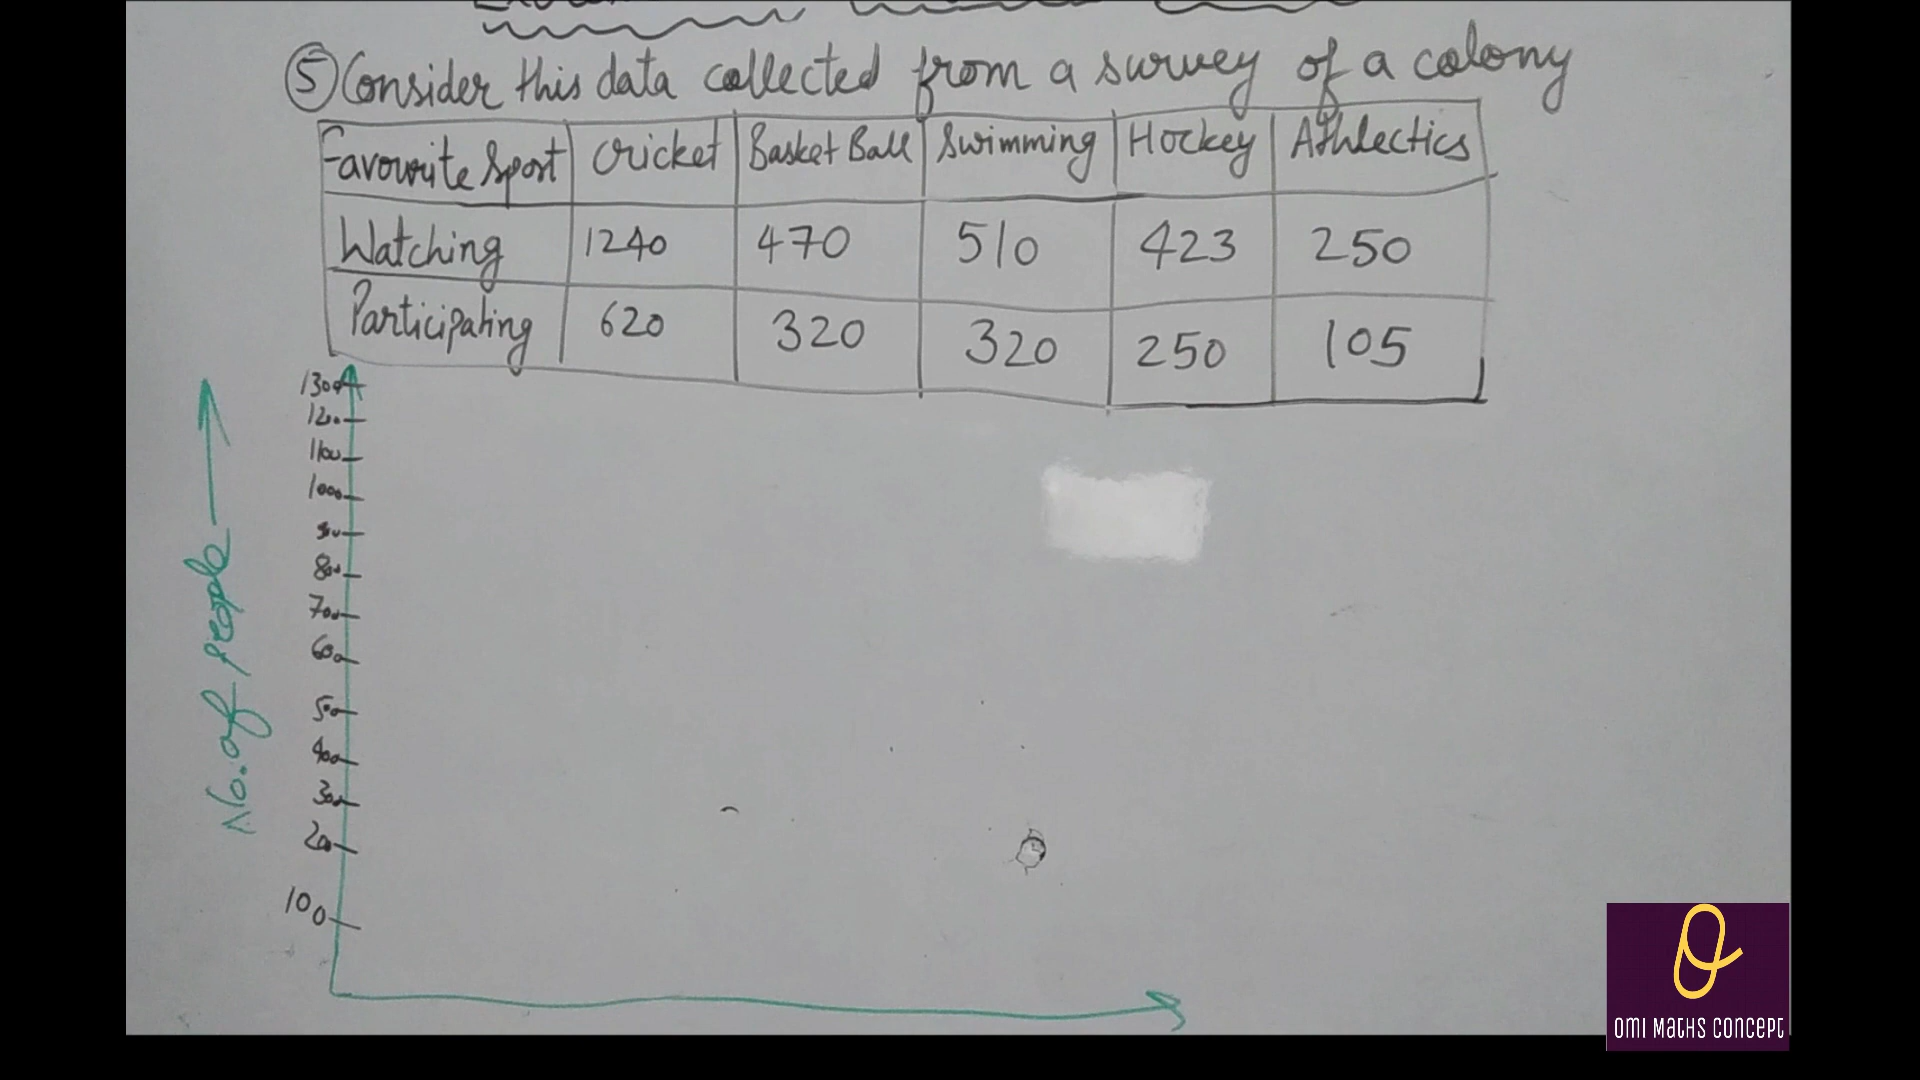 ⑤ Consider this data collected from a survey of a colony
Favourite Sport Cricket Basket Ball Swimming Hockey Athlectics
Watching 1240 470 510 423 250
Participating 620 320 320 250 105
1300
1200
1100
1000
900
800
700
600
500
400
300
200
100
No. of people
OMI MATHS CONCEPT